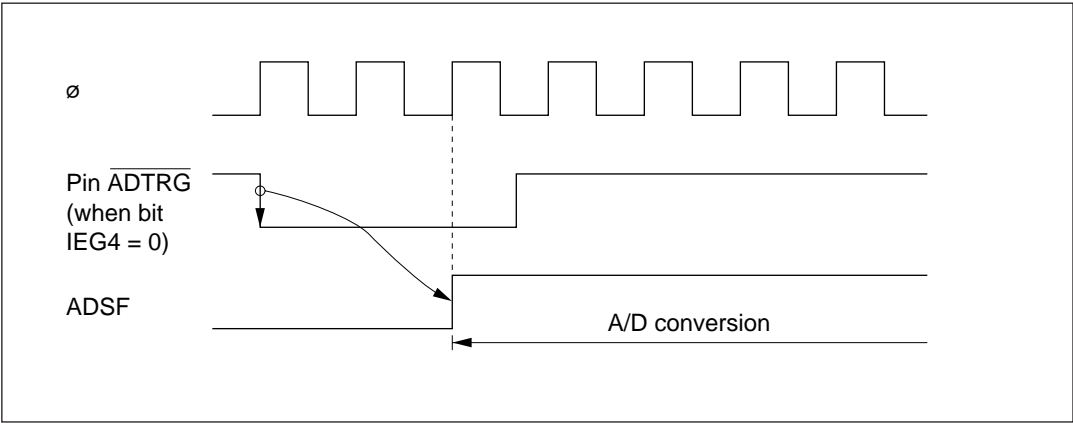 ø
Pin ADTRG
(when bit
IEG4 = 0)
ADSF
A/D conversion